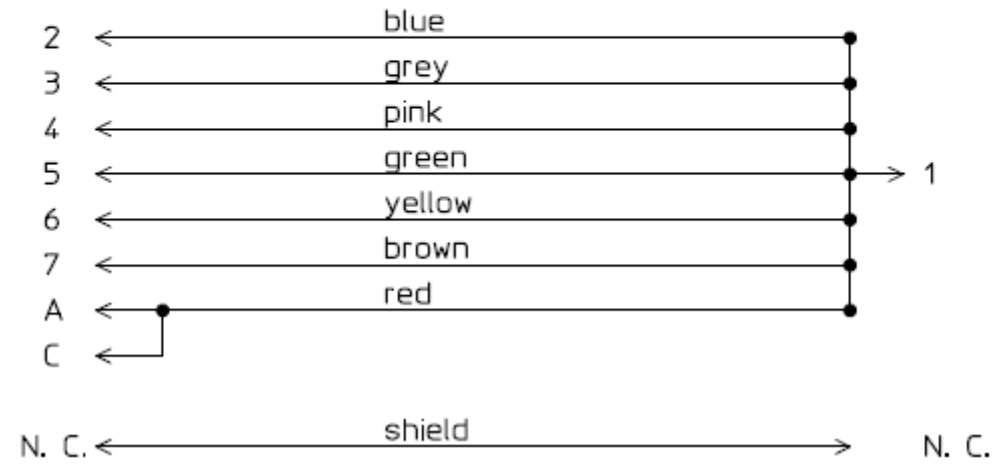 2 blue
3 grey
4 pink
5 green 1
6 yellow
7 brown
A red
C
N. C. shield N. C.